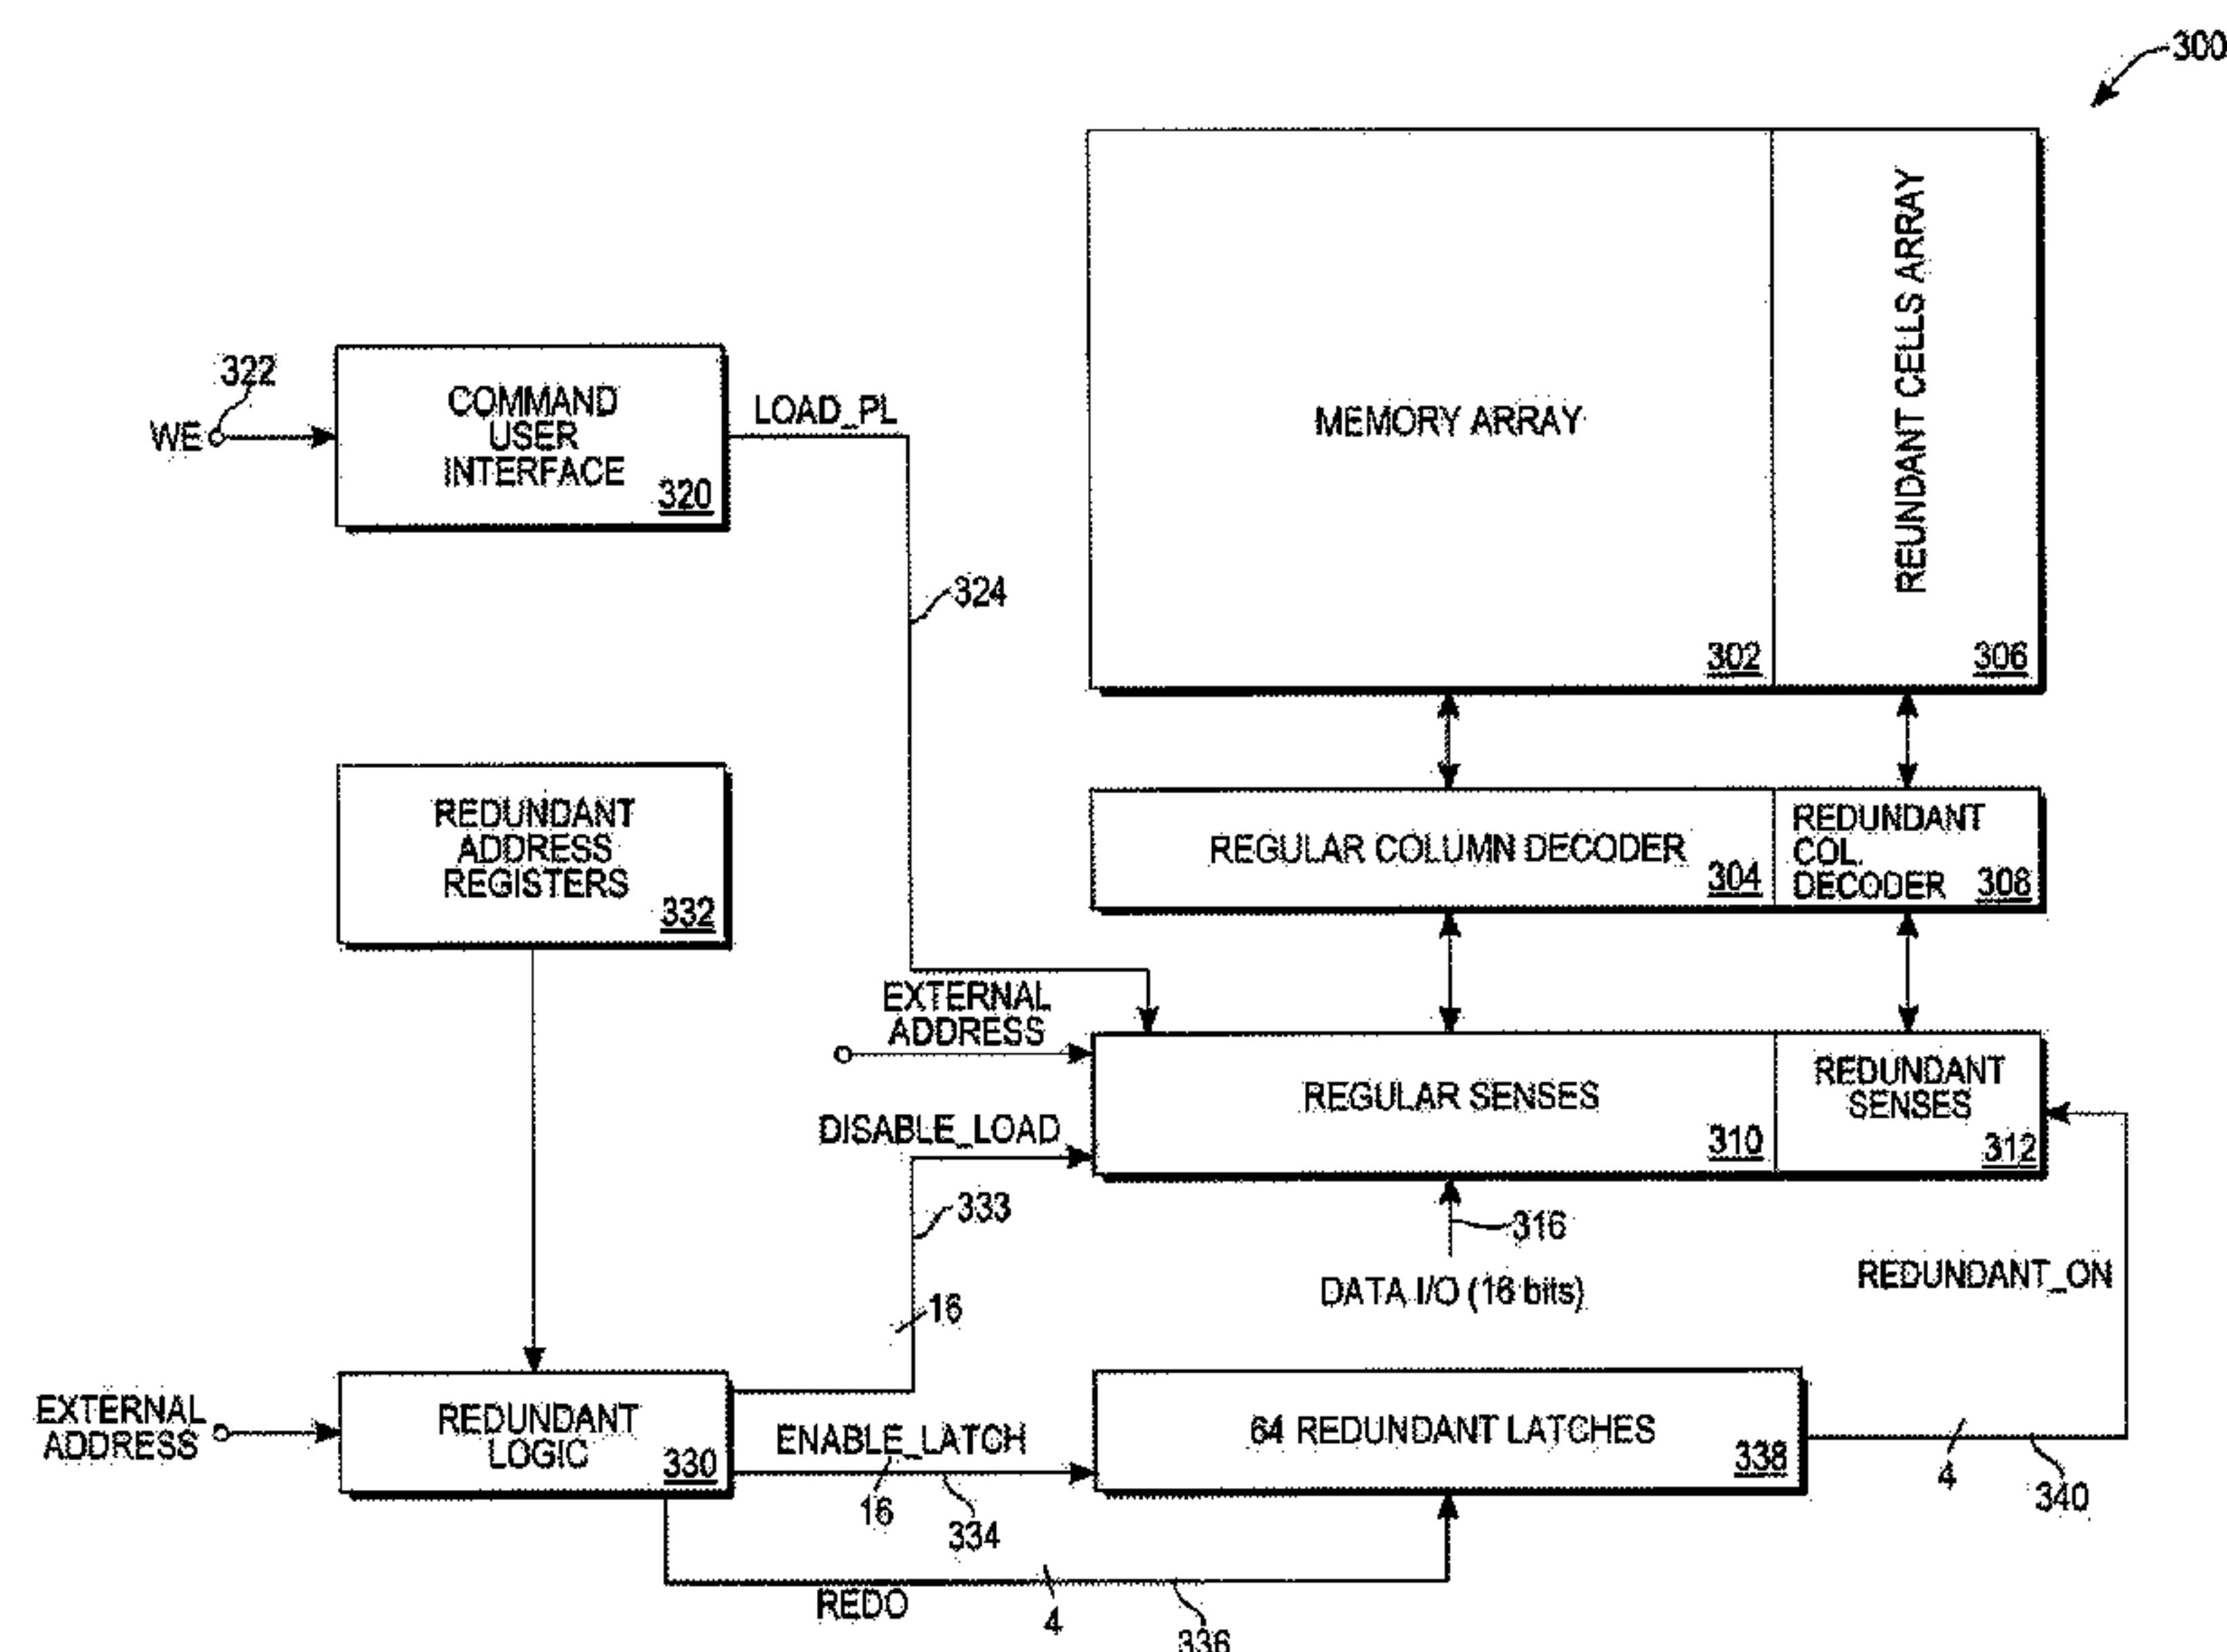 300
MEMORY ARRAY
302
REUNDANT CELLS ARRAY
306
322
WE
COMMAND
USER
INTERFACE
320
LOAD_PL
324
REDUNDANT
ADDRESS
REGISTERS
332
REGULAR COLUMN DECODER
304
REDUNDANT
COL.
DECODER
308
EXTERNAL
ADDRESS
REGULAR SENSES
310
REDUNDANT
SENSES
312
DISABLE_LOAD
333
16
316
DATA I/O (16 bits)
REDUNDANT_ON
EXTERNAL
ADDRESS
REDUNDANT
LOGIC
330
ENABLE_LATCH
16
334
64 REDUNDANT LATCHES
338
4
340
REDO
4
336